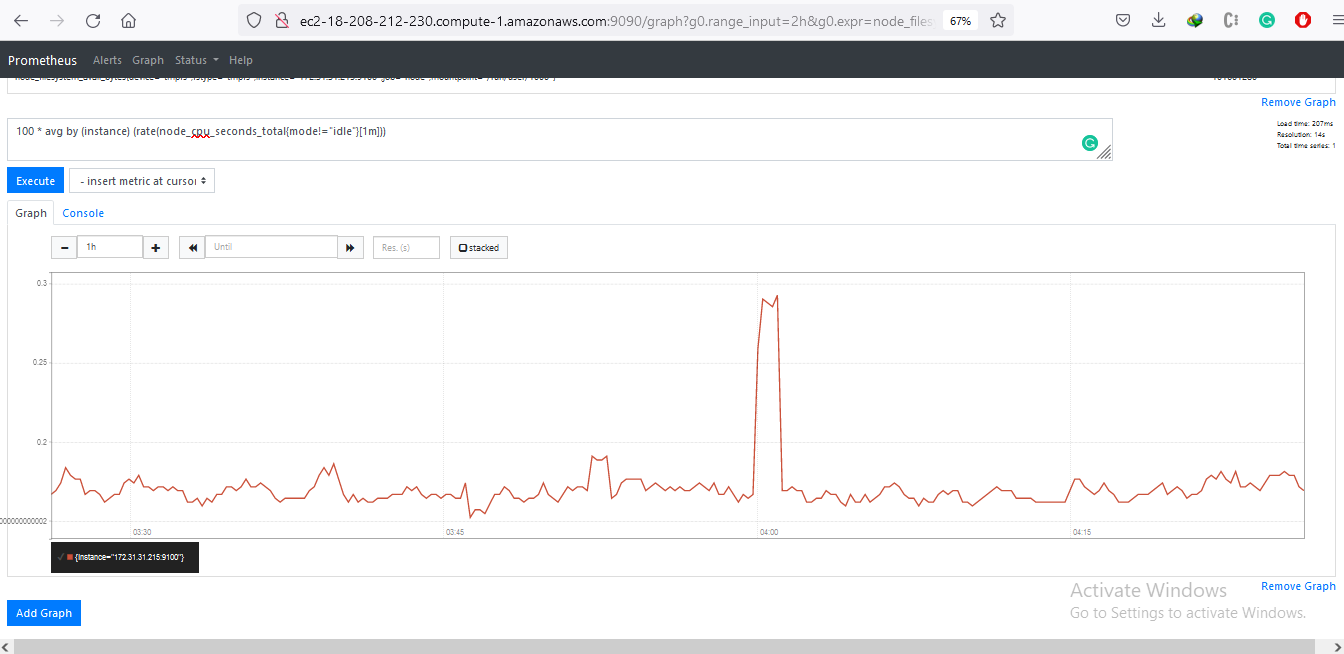 ec2-18-208-212-230.compute-1.amazonaws.com:9090/graph?g0.range_input=2h&g0.expr=node_files
67%
Prometheus Alerts Graph Status Help
Remove Graph
100 * avg by (instance) (rate(node_cpu_seconds_total{mode!="idle"}[1m]))
Load time: 207ms
Resolution: 14s
Total time series: 1
Execute - insert metric at cursor
Graph Console
1h Until Res. (s) stacked
0.3
0.25
0.2
000000000002
03:30 03:45 04:00 04:15
{instance="172.31.31.215:9100"}
Remove Graph
Activate Windows
Go to Settings to activate Windows.
Add Graph